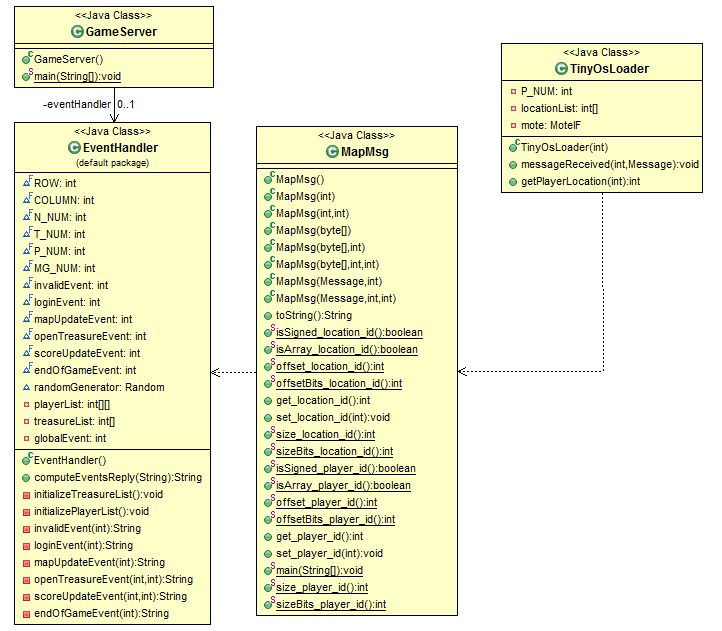 <<Java Class>>
GameServer
GameServer()
main(String[]):void
-eventHandler 0..1
<<Java Class>>
EventHandler
(default package)
ROW: int
COLUMN: int
N_NUM: int
T_NUM: int
P_NUM: int
MG_NUM: int
invalidEvent: int
loginEvent: int
mapUpdateEvent: int
openTreasureEvent: int
scoreUpdateEvent: int
endOfGameEvent: int
randomGenerator: Random
playerList: int[][]
treasureList: int[]
globalEvent: int
EventHandler()
computeEventsReply(String):String
initializeTreasureList():void
initializePlayerList():void
invalidEvent(int):String
loginEvent(int):String
mapUpdateEvent(int):String
openTreasureEvent(int,int):String
scoreUpdateEvent(int,int):String
endOfGameEvent(int):String
<<Java Class>>
MapMsg
MapMsg()
MapMsg(int)
MapMsg(int,int)
MapMsg(byte[])
MapMsg(byte[],int)
MapMsg(byte[],int,int)
MapMsg(Message,int)
MapMsg(Message,int,int)
toString():String
isSigned_location_id():boolean
isArray_location_id():boolean
offset_location_id():int
offsetBits_location_id():int
get_location_id():int
set_location_id(int):void
size_location_id():int
sizeBits_location_id():int
isSigned_player_id():boolean
isArray_player_id():boolean
offset_player_id():int
offsetBits_player_id():int
get_player_id():int
set_player_id(int):void
main(String[]):void
size_player_id():int
sizeBits_player_id():int
<<Java Class>>
TinyOsLoader
P_NUM: int
locationList: int[]
mote: MoteIF
TinyOsLoader(int)
messageReceived(int,Message):void
getPlayerLocation(int):int